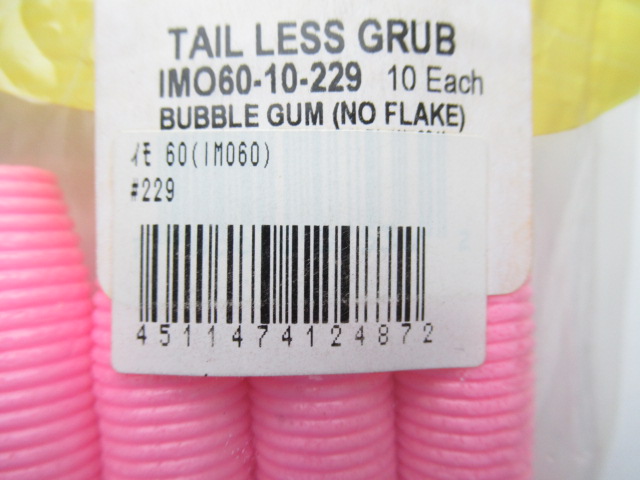 TAIL LESS GRUB
IMO60-10-229 10 Each
BUBBLE GUM (NO FLAKE)
ｲﾓ 60(IMO60)
#229
4511474124872